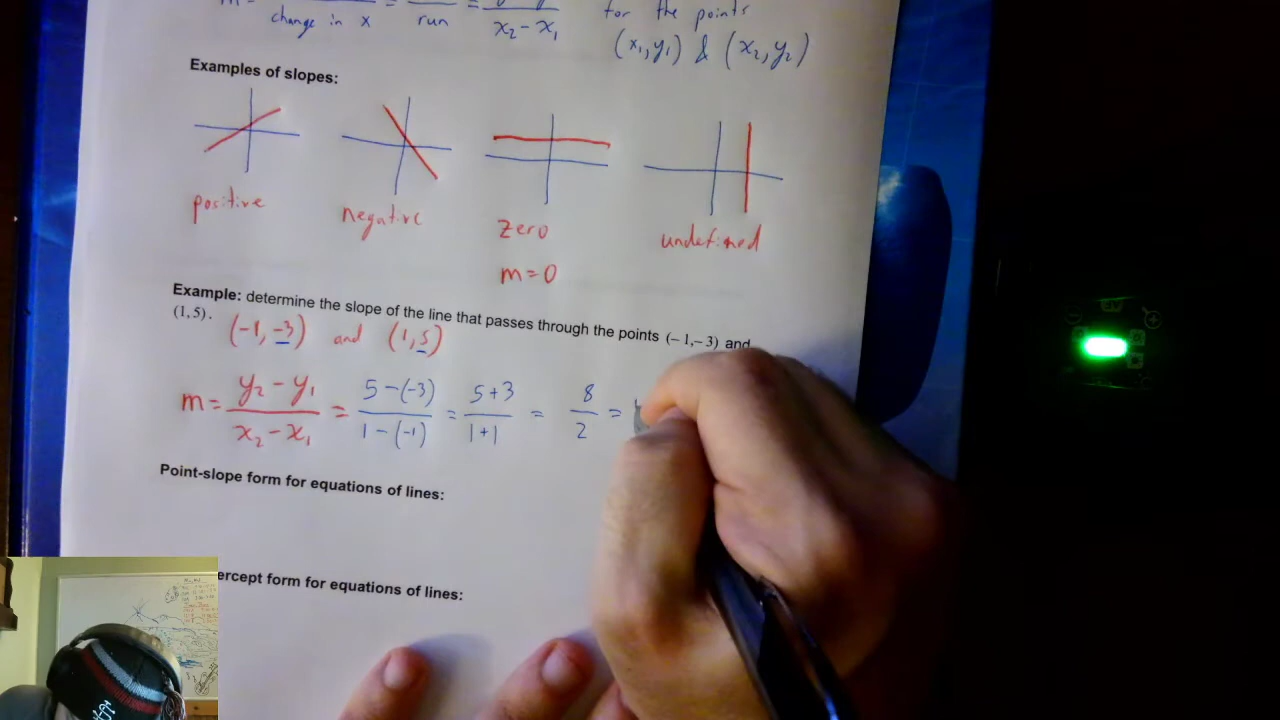 change in x = run = x₂ - x₁ for the points
(x₁, y₁) & (x₂, y₂)
Examples of slopes:
positive negative zero undefined
m = 0
Example: determine the slope of the line that passes through the points (−1,−3) and
(1,5). (-1, -3) and (1, 5)
m = y₂ - y₁ / x₂ - x₁ = 5-(-3) / 1-(-1) = 5+3 / 1+1 = 8 / 2 =
Point-slope form for equations of lines:
ercept form for equations of lines: